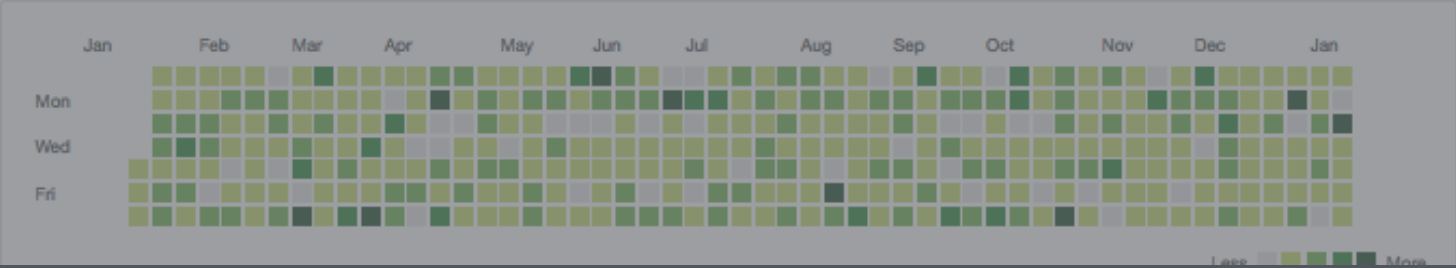 Jan Feb Mar Apr May Jun Jul Aug Sep Oct Nov Dec Jan
Mon
Wed
Fri
Less More